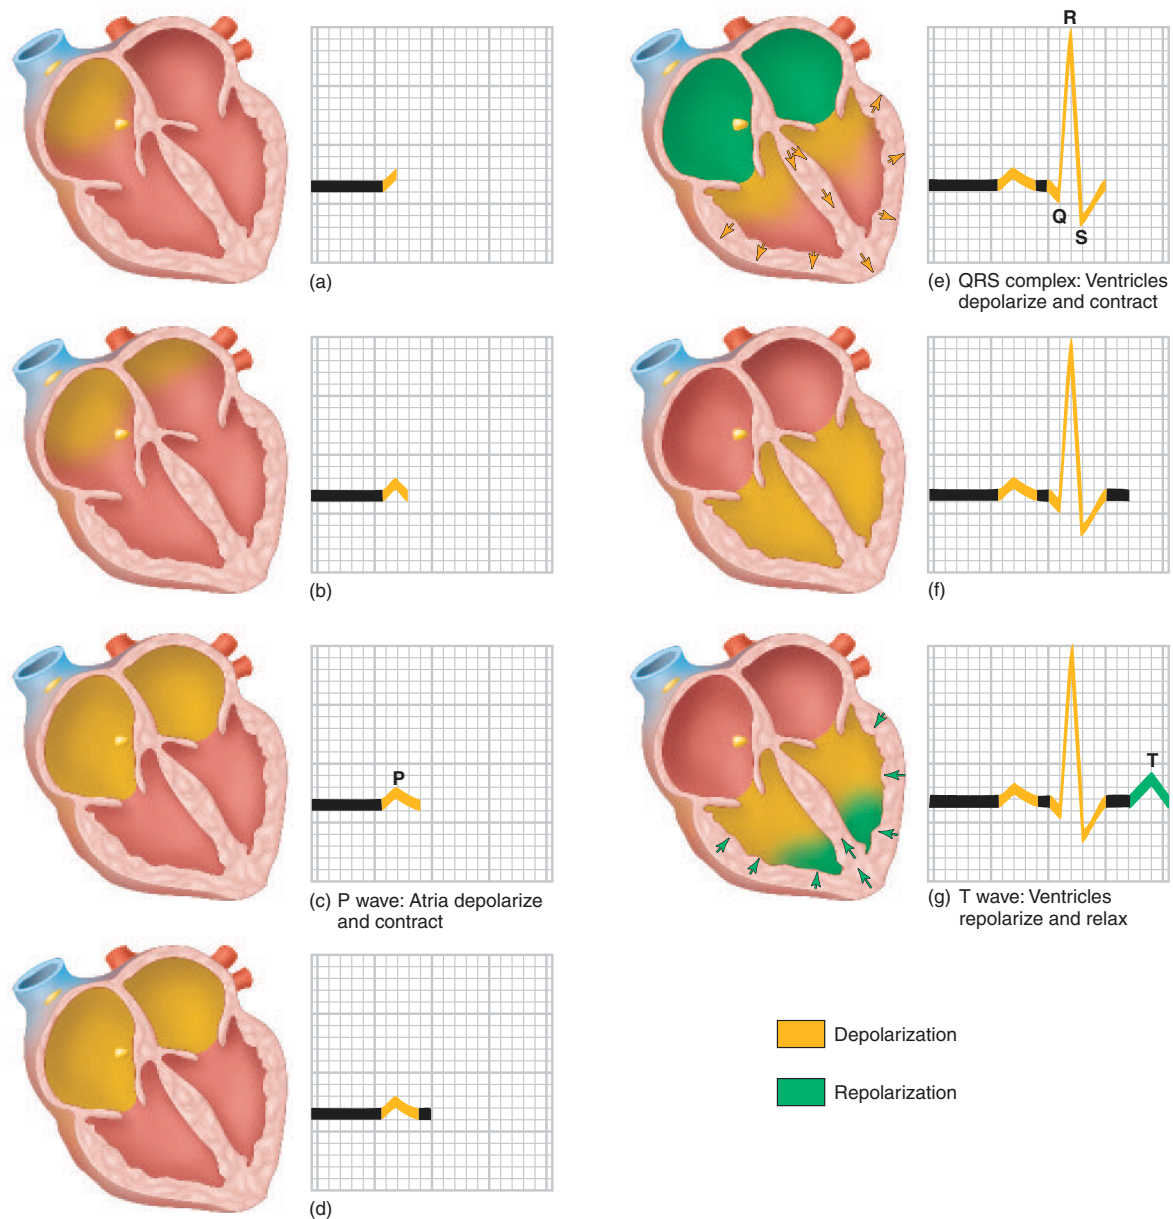 (a)
(b)
P
(c) P wave: Atria depolarize
and contract
(d)
R
Q
S
(e) QRS complex: Ventricles
depolarize and contract
(f)
T
(g) T wave: Ventricles
repolarize and relax
Depolarization
Repolarization